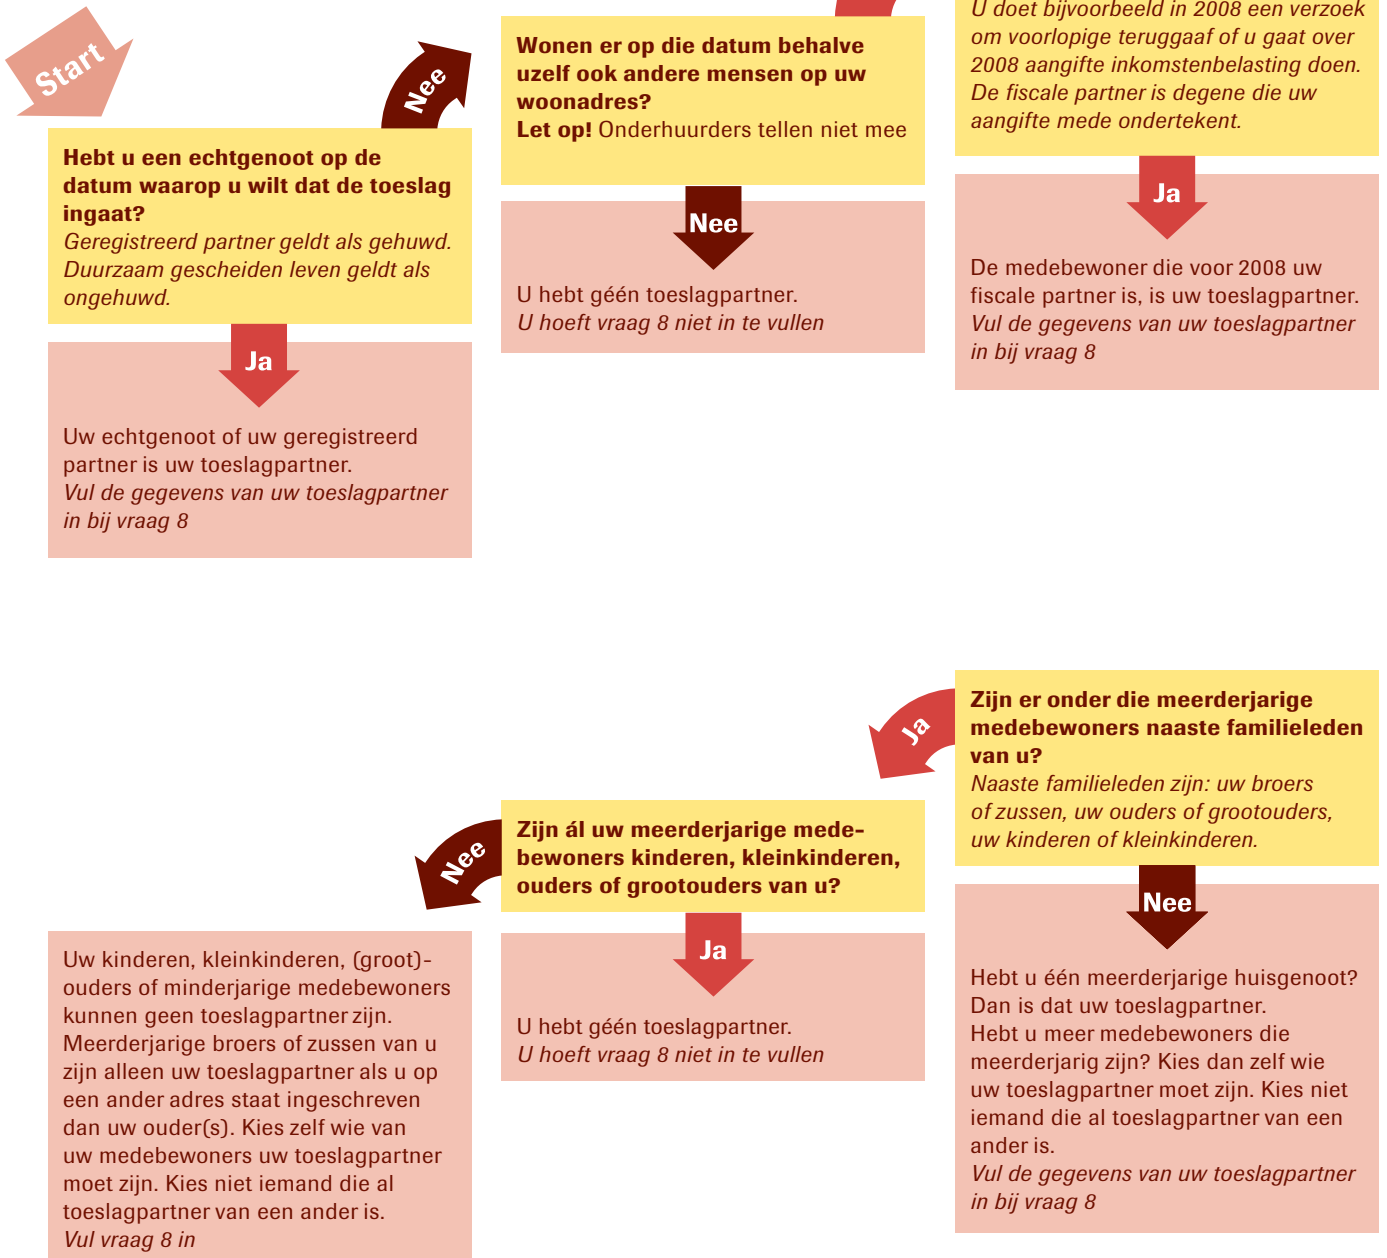 Start
Hebt u een echtgenoot op de
datum waarop u wilt dat de toeslag
ingaat?
Geregistreerd partner geldt als gehuwd.
Duurzaam gescheiden leven geldt als
ongehuwd.
Ja
Uw echtgenoot of uw geregistreerd
partner is uw toeslagpartner.
Vul de gegevens van uw toeslagpartner
in bij vraag 8
Nee
Wonen er op die datum behalve
uzelf ook andere mensen op uw
woonadres?
Let op! Onderhuurders tellen niet mee
Nee
U hebt géén toeslagpartner.
U hoeft vraag 8 niet in te vullen
U doet bijvoorbeeld in 2008 een verzoek
om voorlopige teruggaaf of u gaat over
2008 aangifte inkomstenbelasting doen.
De fiscale partner is degene die uw
aangifte mede ondertekent.
Ja
De medebewoner die voor 2008 uw
fiscale partner is, is uw toeslagpartner.
Vul de gegevens van uw toeslagpartner
in bij vraag 8
Zijn er onder die meerderjarige
medebewoners naaste familieleden
van u?
Naaste familieleden zijn: uw broers
of zussen, uw ouders of grootouders,
uw kinderen of kleinkinderen.
Nee
Hebt u één meerderjarige huisgenoot?
Dan is dat uw toeslagpartner.
Hebt u meer medebewoners die
meerderjarig zijn? Kies dan zelf wie
uw toeslagpartner moet zijn. Kies niet
iemand die al toeslagpartner van een
ander is.
Vul de gegevens van uw toeslagpartner
in bij vraag 8
Ja
Zijn ál uw meerderjarige mede-
bewoners kinderen, kleinkinderen,
ouders of grootouders van u?
Ja
U hebt géén toeslagpartner.
U hoeft vraag 8 niet in te vullen
Nee
Uw kinderen, kleinkinderen, (groot)-
ouders of minderjarige medebewoners
kunnen geen toeslagpartner zijn.
Meerderjarige broers of zussen van u
zijn alleen uw toeslagpartner als u op
een ander adres staat ingeschreven
dan uw ouder(s). Kies zelf wie van
uw medebewoners uw toeslagpartner
moet zijn. Kies niet iemand die al
toeslagpartner van een ander is.
Vul vraag 8 in